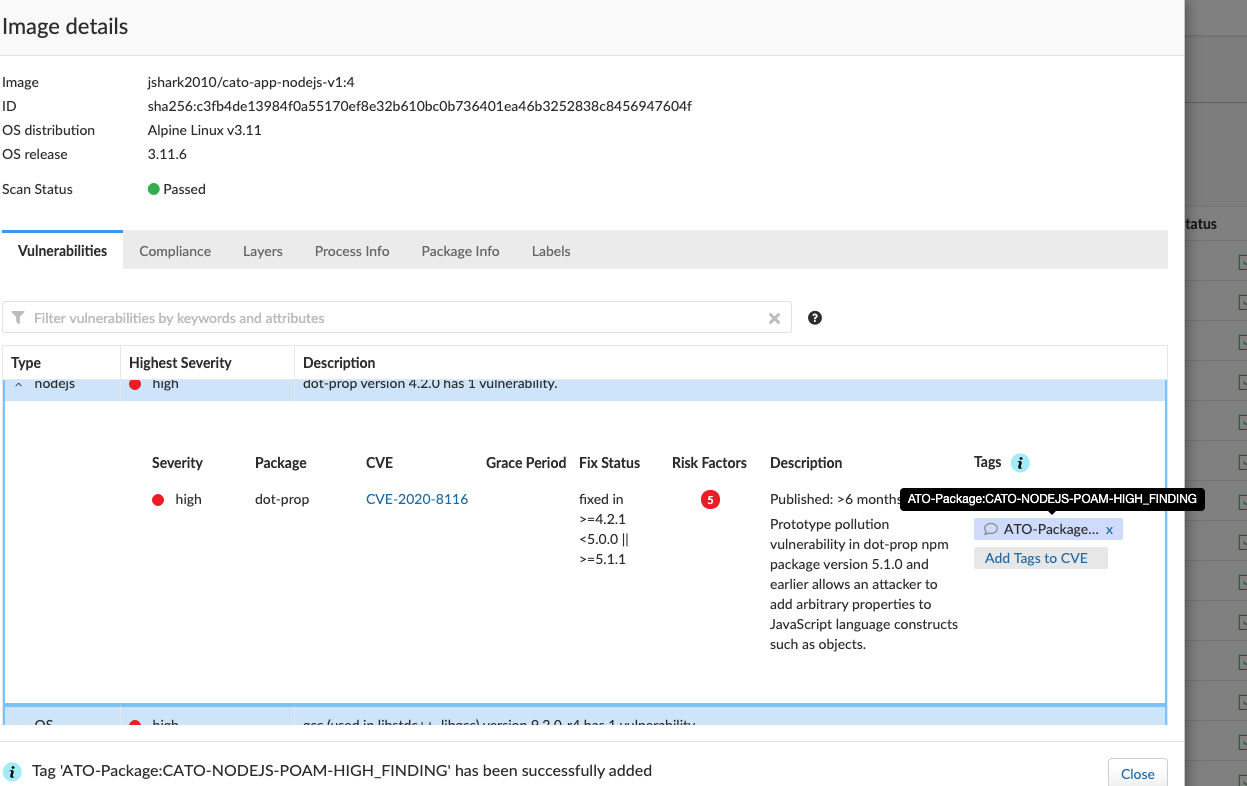 Image details
Image jshark2010/cato-app-nodejs-v1:4
ID sha256:c3fb4de13984f0a55170ef8e32b610bc0b736401ea46b3252838c8456947604f
OS distribution Alpine Linux v3.11
OS release 3.11.6
Scan Status Passed
tatus
Vulnerabilities Compliance Layers Process Info Package Info Labels
Filter vulnerabilities by keywords and attributes
Type Highest Severity Description
nodejs high dot-prop version 4.2.0 has 1 vulnerability.
Severity Package CVE Grace Period Fix Status Risk Factors Description Tags
high dot-prop CVE-2020-8116 fixed in 5 Published: >6 months ATO-Package:CATO-NODEJS-POAM-HIGH_FINDING
>=4.2.1
<5.0.0 ||
>=5.1.1
Prototype pollution
vulnerability in dot-prop npm
package version 5.1.0 and
earlier allows an attacker to
add arbitrary properties to
JavaScript language constructs
such as objects.
ATO-Package... x
Add Tags to CVE
OS high gcc (used in libstdc++, libgcc) version 9.2.0-r4 has 1 vulnerability.
Tag 'ATO-Package:CATO-NODEJS-POAM-HIGH_FINDING' has been successfully added
Close